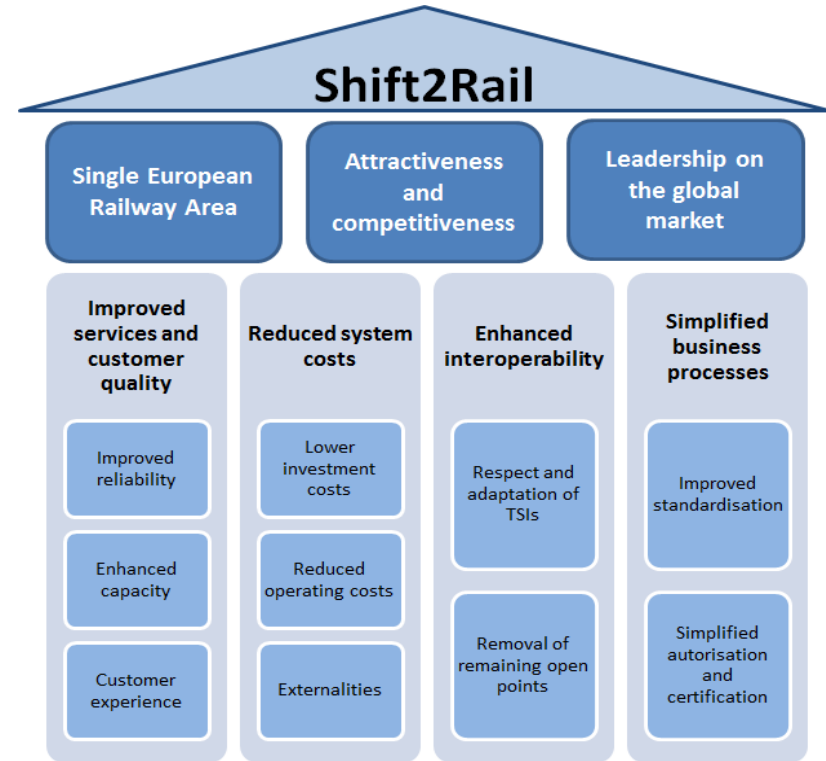 Shift2Rail
Single European
Railway Area
Attractiveness
and
competitiveness
Leadership on
the global
market
Improved
services and
customer
quality
Improved
reliability
Enhanced
capacity
Customer
experience
Reduced system
costs
Lower
investment
costs
Reduced
operating costs
Externalities
Enhanced
interoperability
Respect and
adaptation of
TSIs
Removal of
remaining open
points
Simplified
business
processes
Improved
standardisation
Simplified
autorisation
and
certification